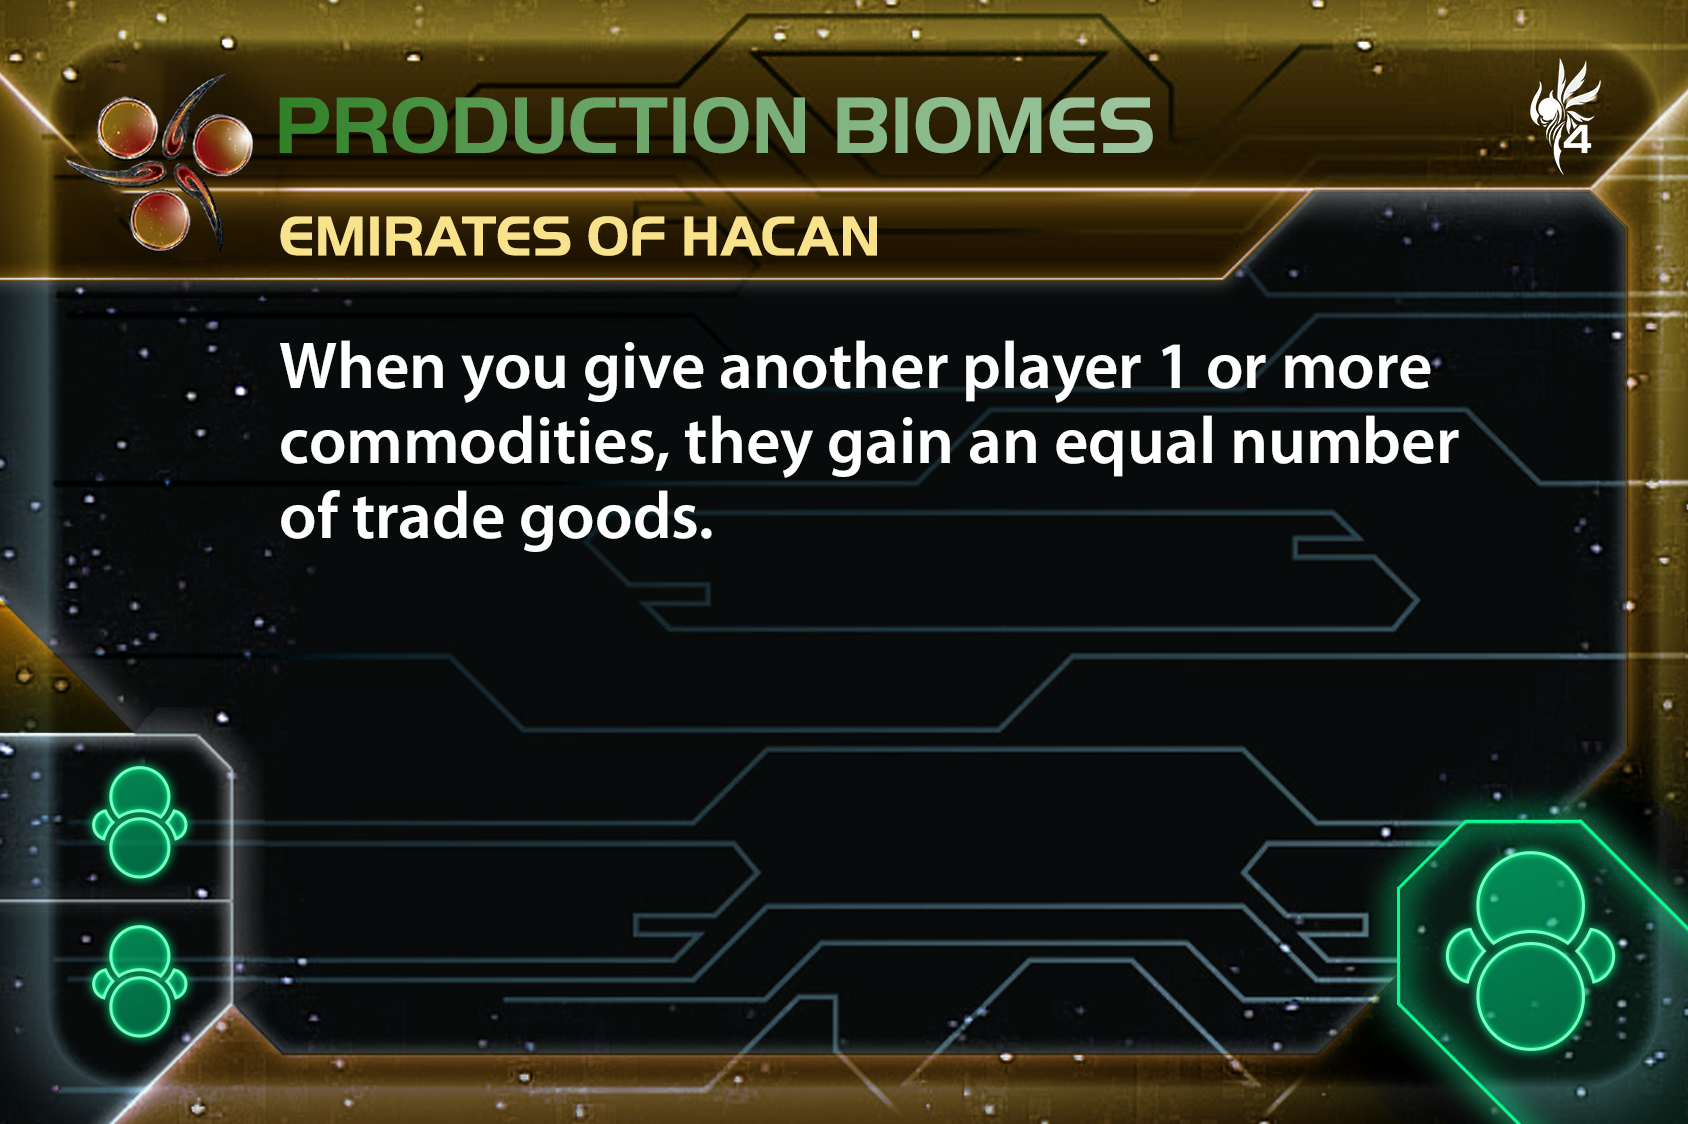 PRODUCTION BIOMES
4
EMIRATES OF HACAN
When you give another player 1 or more
commodities, they gain an equal number
of trade goods.